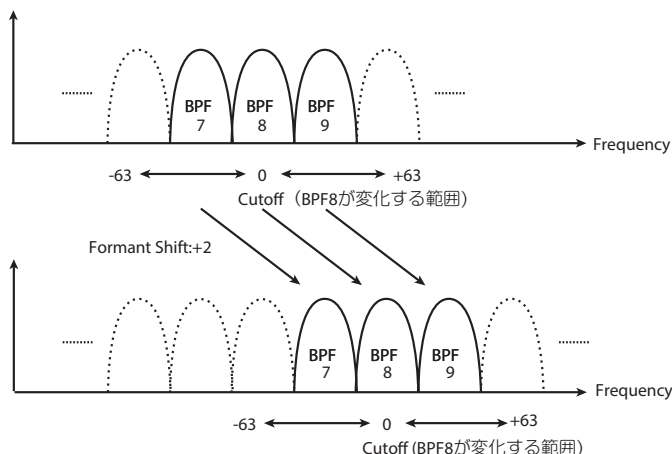 ........ ........
BPF BPF BPF
7 8 9
Frequency
-63 0 +63
Cutoff（BPF8が変化する範囲)
Formant Shift:+2
........ ........
BPF BPF BPF
7 8 9
Frequency
-63 0 +63
Cutoff (BPF8が変化する範囲)